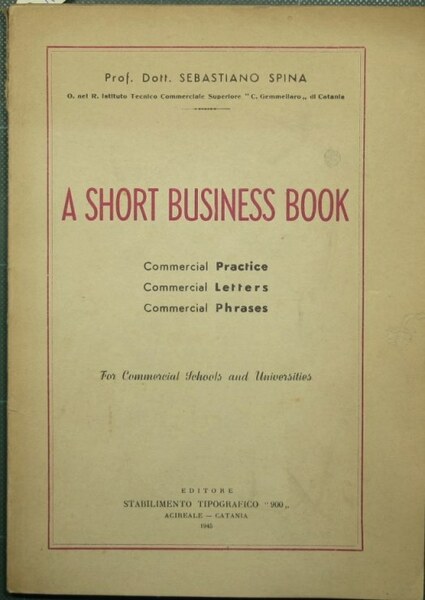 Prof. Dott. SEBASTIANO SPINA
O. nel R. Istituto Tecnico Commerciale Superiore "C. Gemmellaro„ di Catania
A SHORT BUSINESS BOOK
Commercial Practice
Commercial Letters
Commercial Phrases
For Commercial Schools and Universities
EDITORE
STABILIMENTO TIPOGRAFICO "900„
ACIREALE — CATANIA
1945